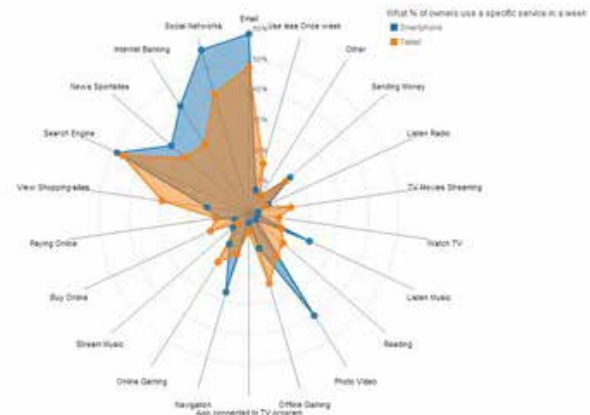 What % of owners use a specific service in a week
Smartphone
Tablet
Email
Social Networks
Use less Once week
Internet Banking
Other
News Sportsites
Sending Money
Search Engine
Listen Radio
View Shopping-sites
TV Movies Streaming
Paying Online
Watch TV
Buy Online
Listen Music
Stream Music
Reading
Online Gaming
Photo Video
Navigation
Offline Gaming
App connected to TV program